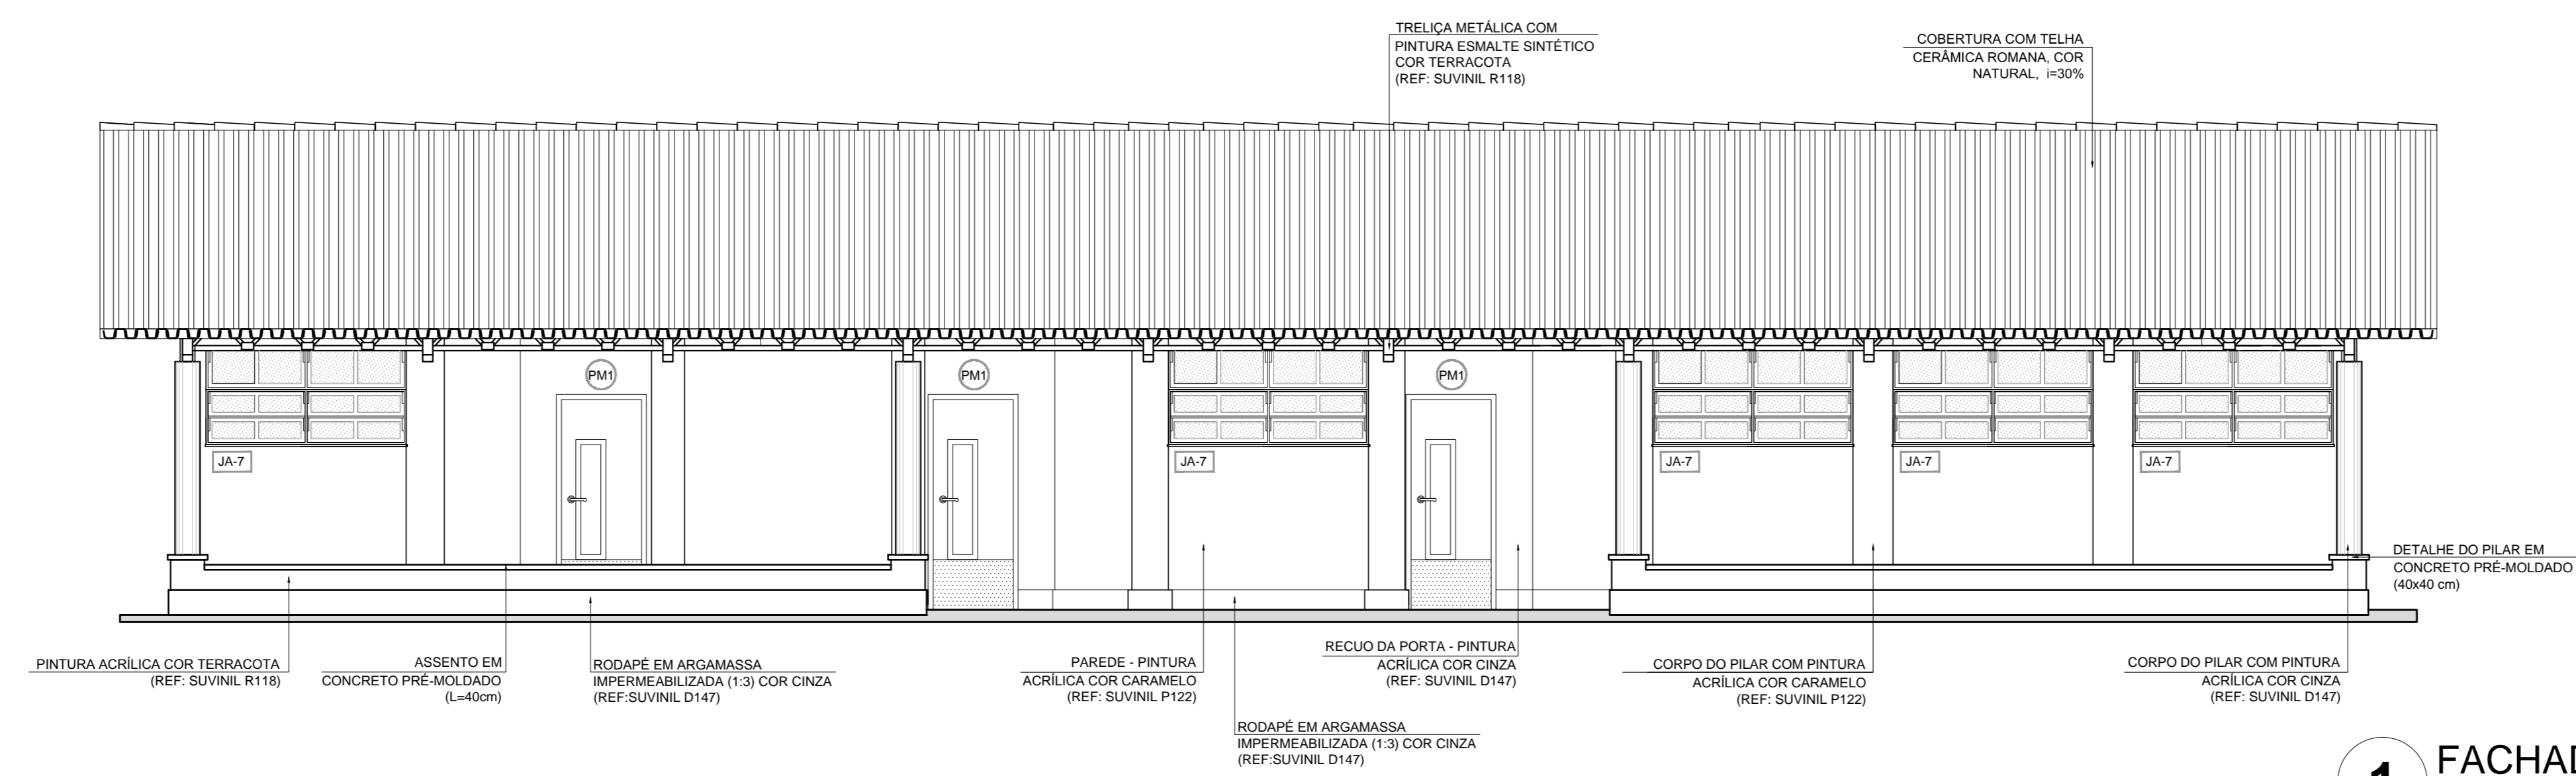 TRELIÇA METÁLICA COM
PINTURA ESMALTE SINTÉTICO
COR TERRACOTA
(REF: SUVINIL R118)
COBERTURA COM TELHA
CERÂMICA ROMANA, COR
NATURAL, i=30%
PM1
PM1
PM1
JA-7
JA-7
JA-7
JA-7
JA-7
DETALHE DO PILAR EM
CONCRETO PRÉ-MOLDADO
(40x40 cm)
PINTURA ACRÍLICA COR TERRACOTA
(REF: SUVINIL R118)
ASSENTO EM
CONCRETO PRÉ-MOLDADO
(L=40cm)
RODAPÉ EM ARGAMASSA
IMPERMEABILIZADA (1:3) COR CINZA
(REF:SUVINIL D147)
PAREDE - PINTURA
ACRÍLICA COR CARAMELO
(REF: SUVINIL P122)
RODAPÉ EM ARGAMASSA
IMPERMEABILIZADA (1:3) COR CINZA
(REF:SUVINIL D147)
RECUO DA PORTA - PINTURA
ACRÍLICA COR CINZA
(REF: SUVINIL D147)
CORPO DO PILAR COM PINTURA
ACRÍLICA COR CARAMELO
(REF: SUVINIL P122)
CORPO DO PILAR COM PINTURA
ACRÍLICA COR CINZA
(REF: SUVINIL D147)
1